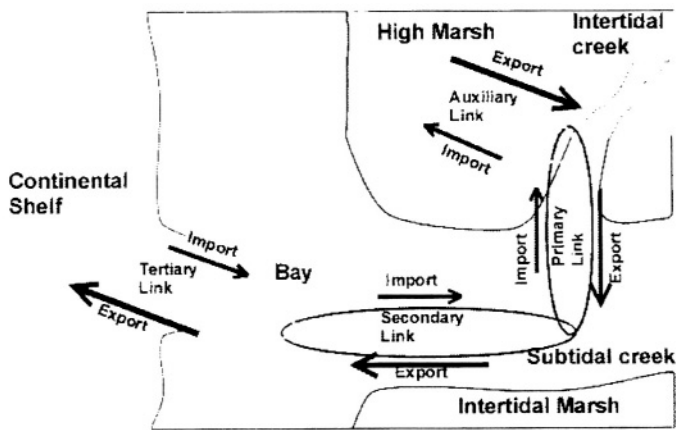 High Marsh
Intertidal
creek
Export
Auxiliary
Link
Import
Continental
Shelf
Import
Tertiary
Link
Export
Bay
Import
Secondary
Link
Export
Import
Primary
Link
Export
Subtidal creek
Intertidal Marsh